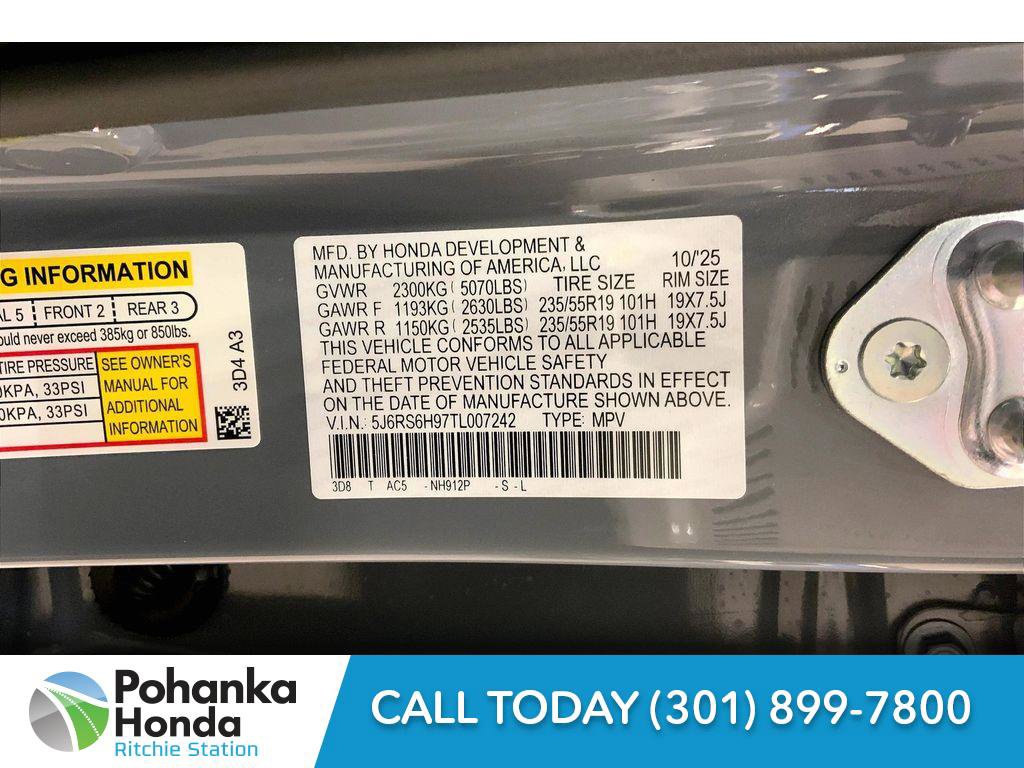 G INFORMATION
AL 5 FRONT 2 REAR 3
ould never exceed 385kg or 850lbs.
TIRE PRESSURE
0KPA, 33PSI
0KPA, 33PSI
SEE OWNER'S
MANUAL FOR
ADDITIONAL
INFORMATION
3D4 A3
MFD. BY HONDA DEVELOPMENT &
MANUFACTURING OF AMERICA, LLC 10/'25
GVWR 2300KG ( 5070LBS) TIRE SIZE RIM SIZE
GAWR F 1193KG ( 2630LBS) 235/55R19 101H 19X7.5J
GAWR R 1150KG ( 2535LBS) 235/55R19 101H 19X7.5J
THIS VEHICLE CONFORMS TO ALL APPLICABLE
FEDERAL MOTOR VEHICLE SAFETY
AND THEFT PREVENTION STANDARDS IN EFFECT
ON THE DATE OF MANUFACTURE SHOWN ABOVE.
V.I.N.: 5J6RS6H97TL007242 TYPE: MPV
3D8 T AC5 -NH912P -S -L
Pohanka
Honda
Ritchie Station
CALL TODAY (301) 899-7800